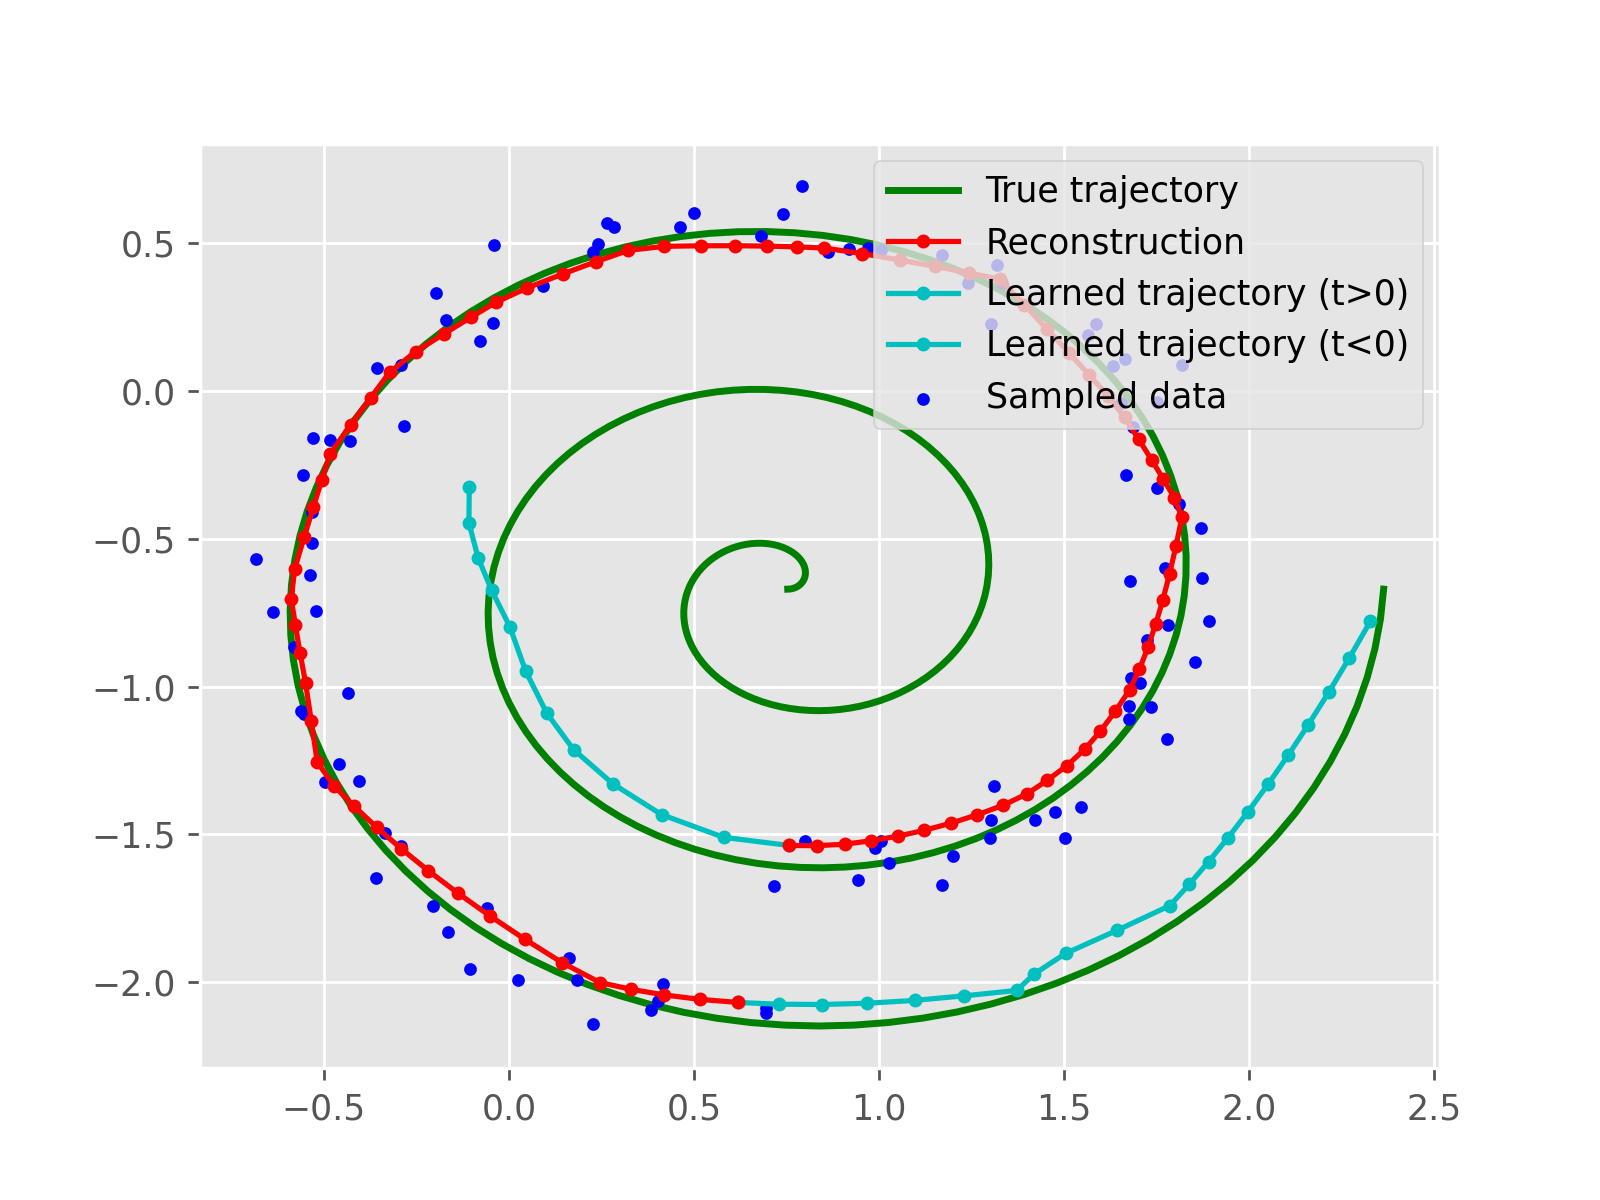 True trajectory
Reconstruction
Learned trajectory (t>0)
Learned trajectory (t<0)
Sampled data
0.5
0.0
−0.5
−1.0
−1.5
−2.0
−0.5 0.0 0.5 1.0 1.5 2.0 2.5